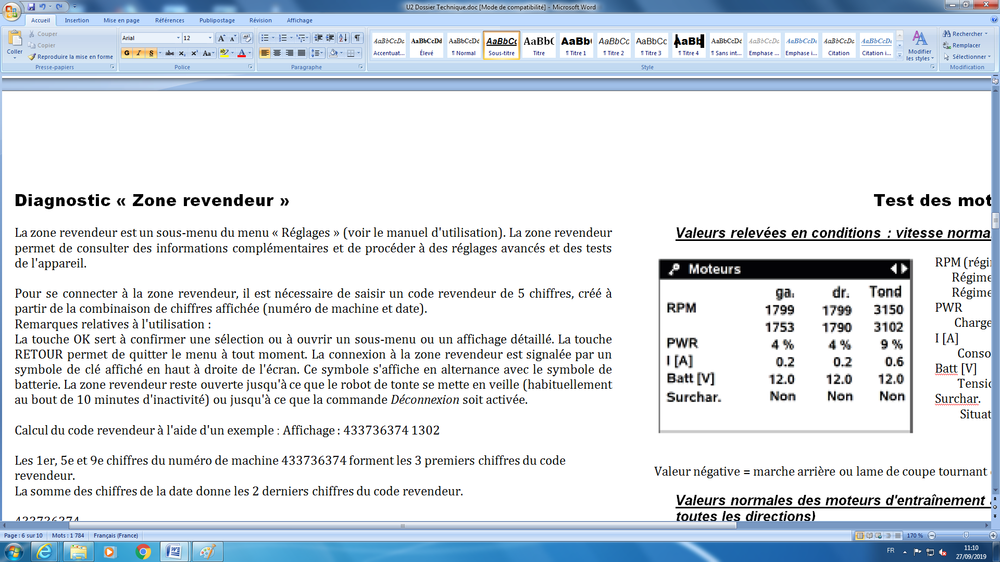 U2 Dossier Technique.doc [Mode de compatibilité] - Microsoft Word
Accueil Insertion Mise en page Références Publipostage Révision Affichage
Coller
Couper
Copier
Reproduire la mise en forme
Presse-papiers
Arial 12
G I S abc X₂ X² Aa
Police
Paragraphe
AaBbCcDc AaBbCcDd AaBbCcDd AaBbCc AaBbC AaBb( AaBbCc AaBbCc AaBb AaBbCcDd AaBbCcDc AaBbCcDc AaBbCcDc AaBbCcDc
Accentuat... Élevé ¶ Normal Sous-titre Titre ¶ Titre 1 ¶ Titre 2 ¶ Titre 3 ¶ Titre 4 ¶ Sans int... Emphase ... Emphase i... Citation Citation i...
Style
Modifier
les styles
Rechercher
Remplacer
Sélectionner
Modification
Diagnostic « Zone revendeur »
La zone revendeur est un sous-menu du menu « Réglages » (voir le manuel d'utilisation). La zone revendeur
permet de consulter des informations complémentaires et de procéder à des réglages avancés et des tests
de l'appareil.
Pour se connecter à la zone revendeur, il est nécessaire de saisir un code revendeur de 5 chiffres, créé à
partir de la combinaison de chiffres affichée (numéro de machine et date).
Remarques relatives à l'utilisation :
La touche OK sert à confirmer une sélection ou à ouvrir un sous-menu ou un affichage détaillé. La touche
RETOUR permet de quitter le menu à tout moment. La connexion à la zone revendeur est signalée par un
symbole de clé affiché en haut à droite de l'écran. Ce symbole s'affiche en alternance avec le symbole de
batterie. La zone revendeur reste ouverte jusqu'à ce que le robot de tonte se mette en veille (habituellement
au bout de 10 minutes d'inactivité) ou jusqu'à ce que la commande Déconnexion soit activée.
Calcul du code revendeur à l'aide d'un exemple : Affichage : 433736374 1302
Les 1er, 5e et 9e chiffres du numéro de machine 433736374 forment les 3 premiers chiffres du code
revendeur.
La somme des chiffres de la date donne les 2 derniers chiffres du code revendeur.
433736374
Test des mot
Valeurs relevées en conditions : vitesse norma
Moteurs
ga. dr. Tond
RPM 1799 1799 3150
1753 1790 3102
PWR 4 % 4 % 9 %
I [A] 0.2 0.2 0.6
Batt [V] 12.0 12.0 12.0
Surchar. Non Non Non
RPM (régi
Régime
Régime
PWR
Charge
I [A]
Conso
Batt [V]
Tensio
Surchar.
Situat
Valeur négative = marche arrière ou lame de coupe tournant
Valeurs normales des moteurs d'entraînement
toutes les directions)
Page : 6 sur 10 Mots : 1 784 Français (France) 170 %
FR 11:10
27/09/2019